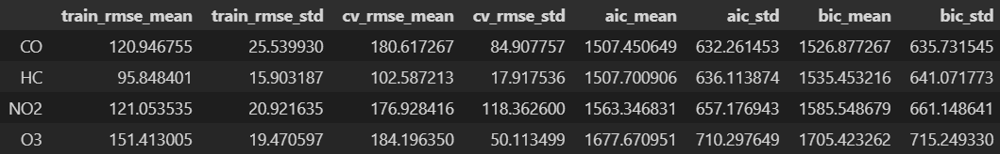 train_rmse_mean train_rmse_std cv_rmse_mean cv_rmse_std aic_mean aic_std bic_mean bic_std
CO 120.946755 25.539930 180.617267 84.907757 1507.450649 632.261453 1526.877267 635.731545
HC 95.848401 15.903187 102.587213 17.917536 1507.700906 636.113874 1535.453216 641.071773
NO2 121.053535 20.921635 176.928416 118.362600 1563.346831 657.176943 1585.548679 661.148641
O3 151.413005 19.470597 184.196350 50.113499 1677.670951 710.297649 1705.423262 715.249330